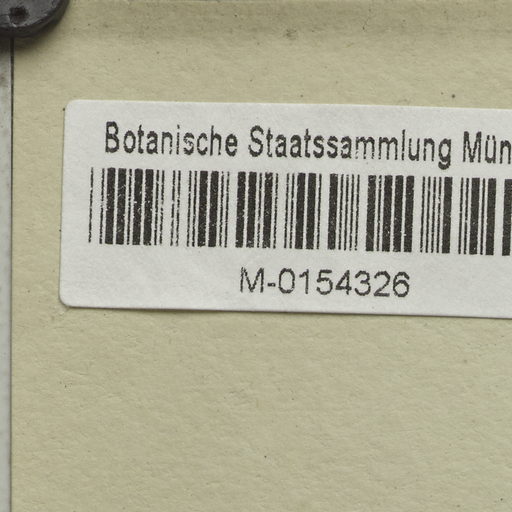 Botanische Staatssammlung Mün
M-0154326